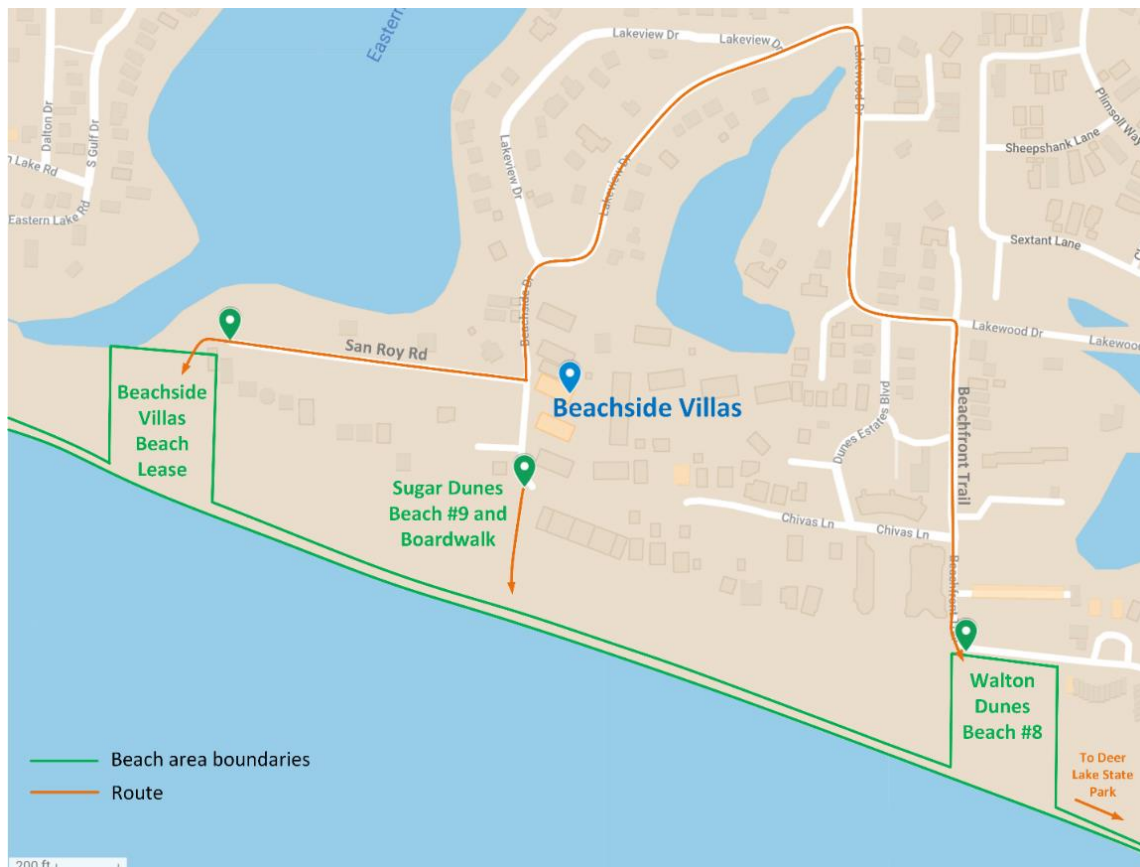 Eastern
Lakeview Dr
Lakeview Dr
Lakewood Dr
Dalton Dr
S Gulf Dr
Plimsoll Way
Sheepshank Lane
n Lake Rd
Lakeview Dr
Lakeview Dr
Eastern Lake Rd
Sextant Lane
Beachside Dr
San Roy Rd
Lakewood Dr
Lakewood
Beachside Villas
Beachside
Villas
Beach
Lease
Dunes Estates Blvd
Beachfront Trail
Sugar Dunes
Beach #9 and
Boardwalk
Chivas Ln
Chivas Ln
Beachfront T
Walton
Dunes
Beach #8
Beach area boundaries
Route
To Deer
Lake State
Park
200 ft